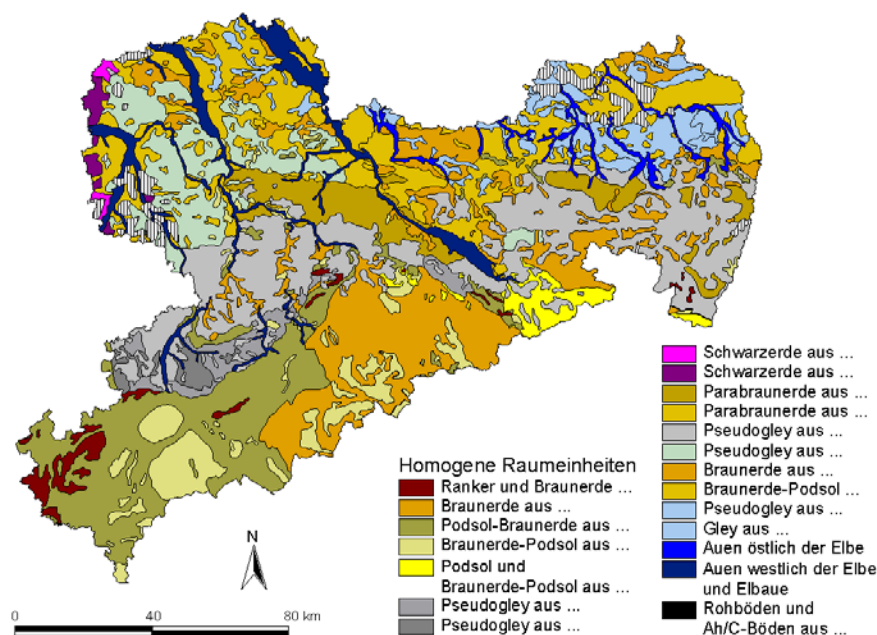 Homogene Raumeinheiten
Ranker und Braunerde ...
Braunerde aus ...
Podsol-Braunerde aus ...
Braunerde-Podsol aus ...
Podsol und
Braunerde-Podsol aus ...
Pseudogley aus ...
Pseudogley aus ...
Schwarzerde aus ...
Schwarzerde aus ...
Parabraunerde aus ...
Parabraunerde aus ...
Pseudogley aus ...
Pseudogley aus ...
Braunerde aus ...
Braunerde-Podsol ...
Pseudogley aus ...
Gley aus ...
Auen östlich der Elbe
Auen westlich der Elbe
und Elbaue
Rohböden und
Ah/C-Böden aus ...
N
0 40 80 km